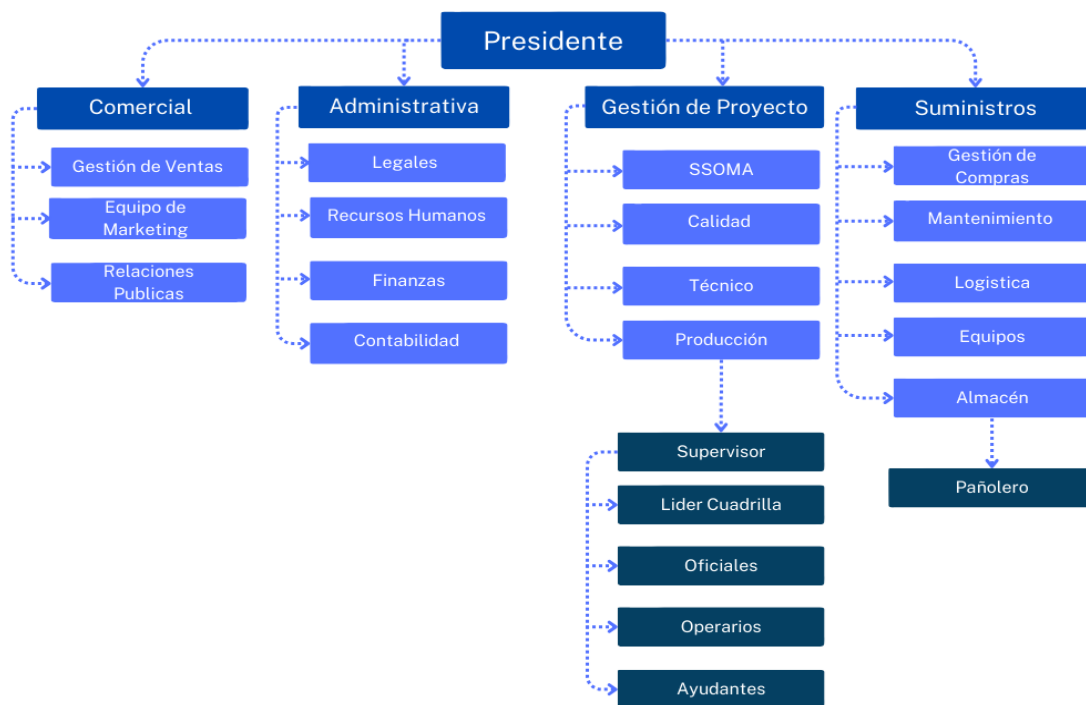 Presidente
Comercial
Gestión de Ventas
Equipo de
Marketing
Relaciones
Publicas
Administrativa
Legales
Recursos Humanos
Finanzas
Contabilidad
Gestión de Proyecto
SSOMA
Calidad
Técnico
Producción
Supervisor
Lider Cuadrilla
Oficiales
Operarios
Ayudantes
Suministros
Gestión de
Compras
Mantenimiento
Logistica
Equipos
Almacén
Pañolero